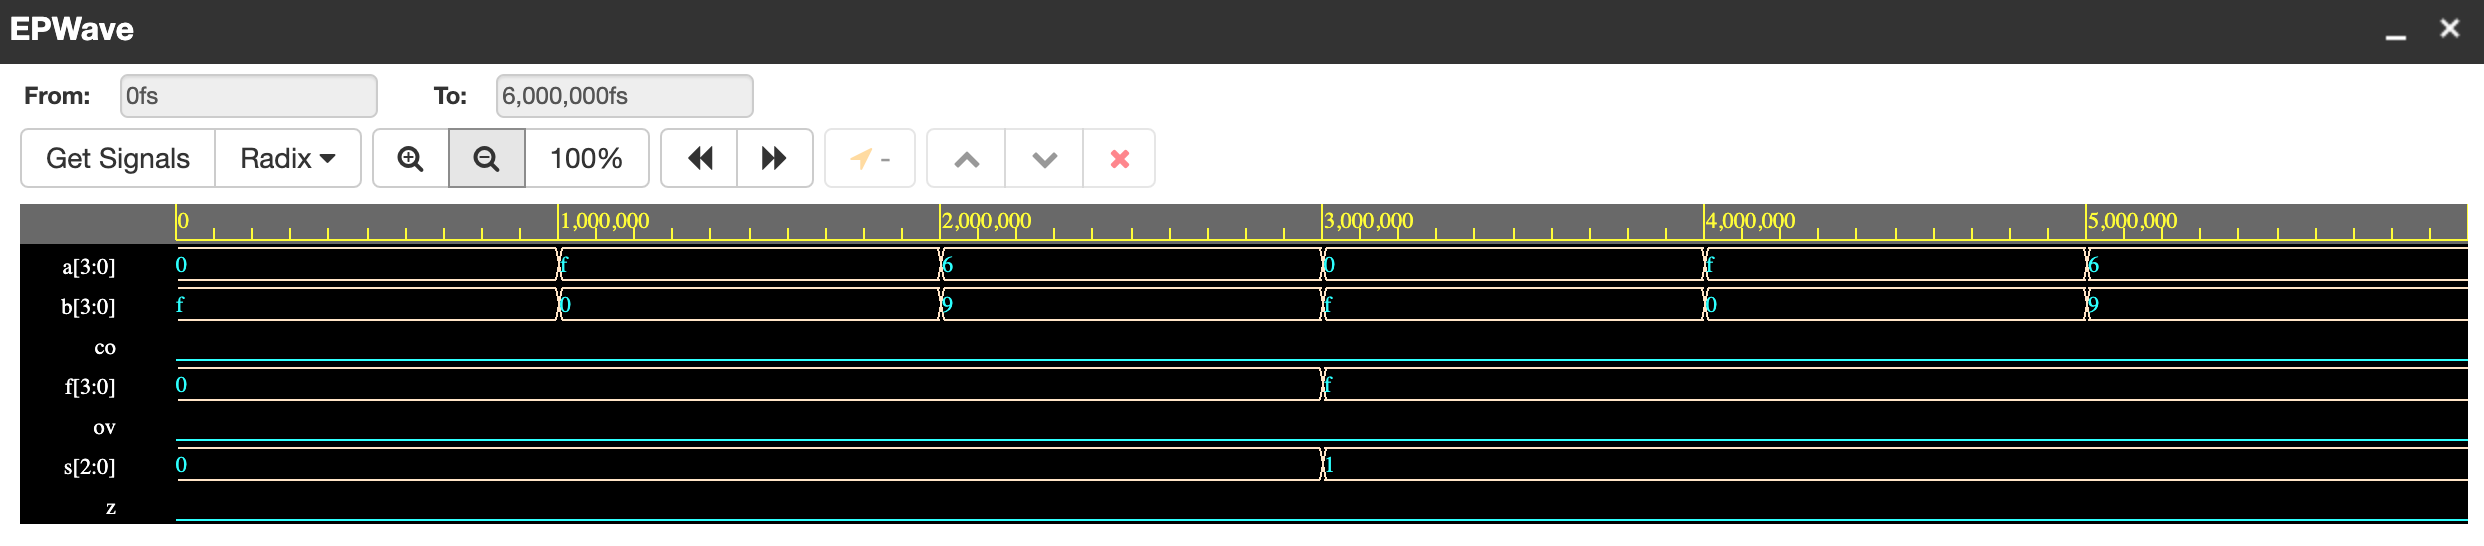 EPWave
From: 0fs To: 6,000,000fs
Get Signals Radix 100% -
0 1,000,000 2,000,000 3,000,000 4,000,000 5,000,000
a[3:0] 0 f 6 0 f 6
b[3:0] f 0 9 f 0 9
co
f[3:0] 0 f
ov
s[2:0] 0 1
z